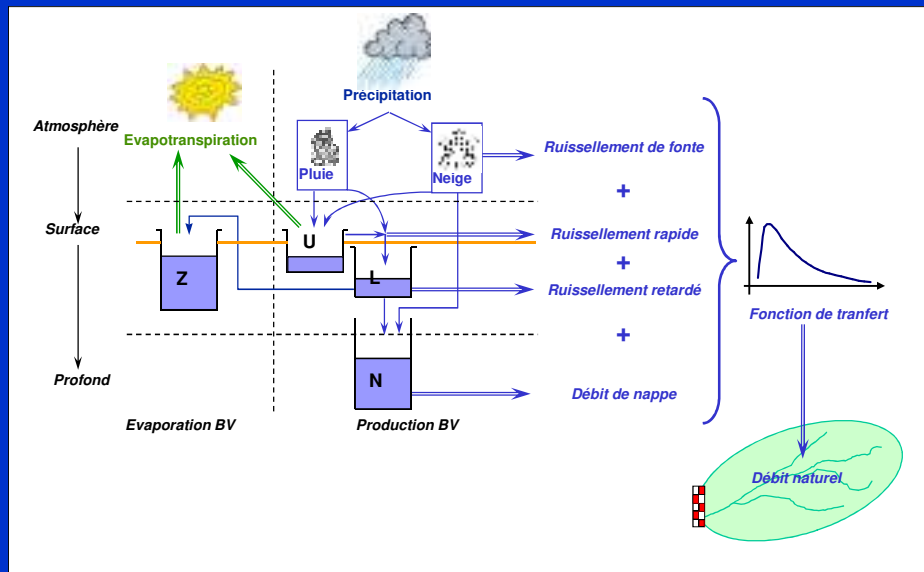 Précipitation
Atmosphère
Evapotranspiration
Pluie
Neige
Ruissellement de fonte
+
Surface
U
Ruissellement rapide
+
Z
L
Ruissellement retardé
Fonction de tranfert
+
Profond
N
Débit de nappe
Evaporation BV
Production BV
Débit naturel